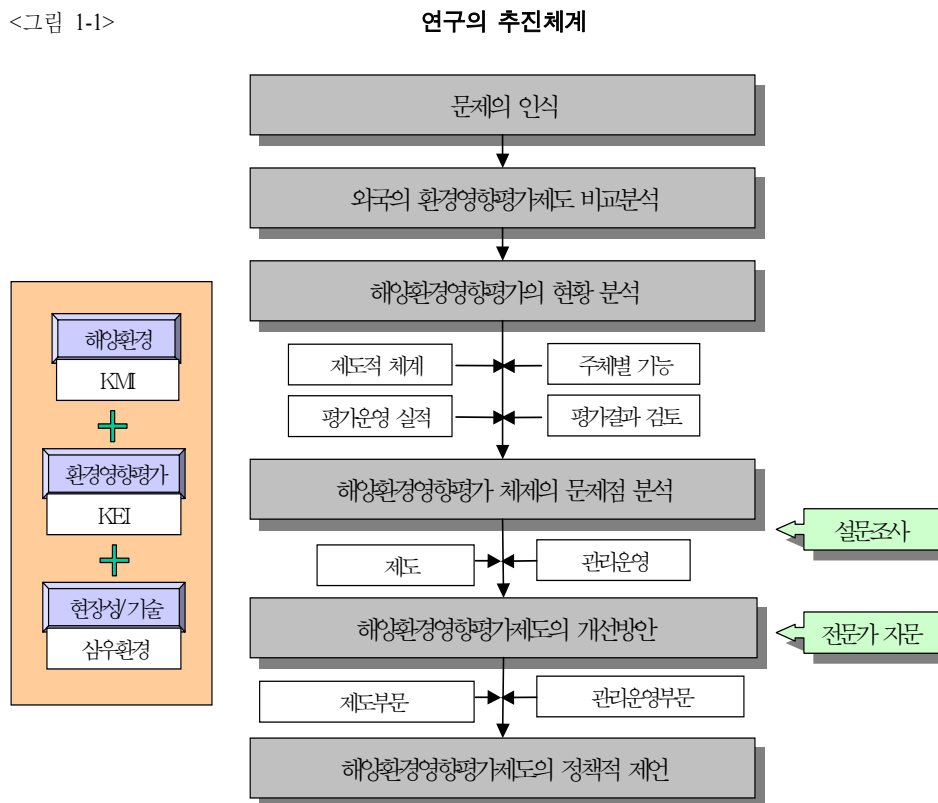 <그림 1-1>
연구의 추진체계
문제의 인식
외국의 환경영향평가제도 비교분석
해양환경영향평가의 현황 분석
제도적 체계
주체별 기능
평가운영 실적
평가결과 검토
해양환경영향평가 체제의 문제점 분석
설문조사
제도
관리운영
해양환경영향평가제도의 개선방안
전문가 자문
제도부문
관리운영부문
해양환경영향평가제도의 정책적 제언
해양환경
KMI
+
환경영향평가
KEI
+
현장성/기술
삼우환경